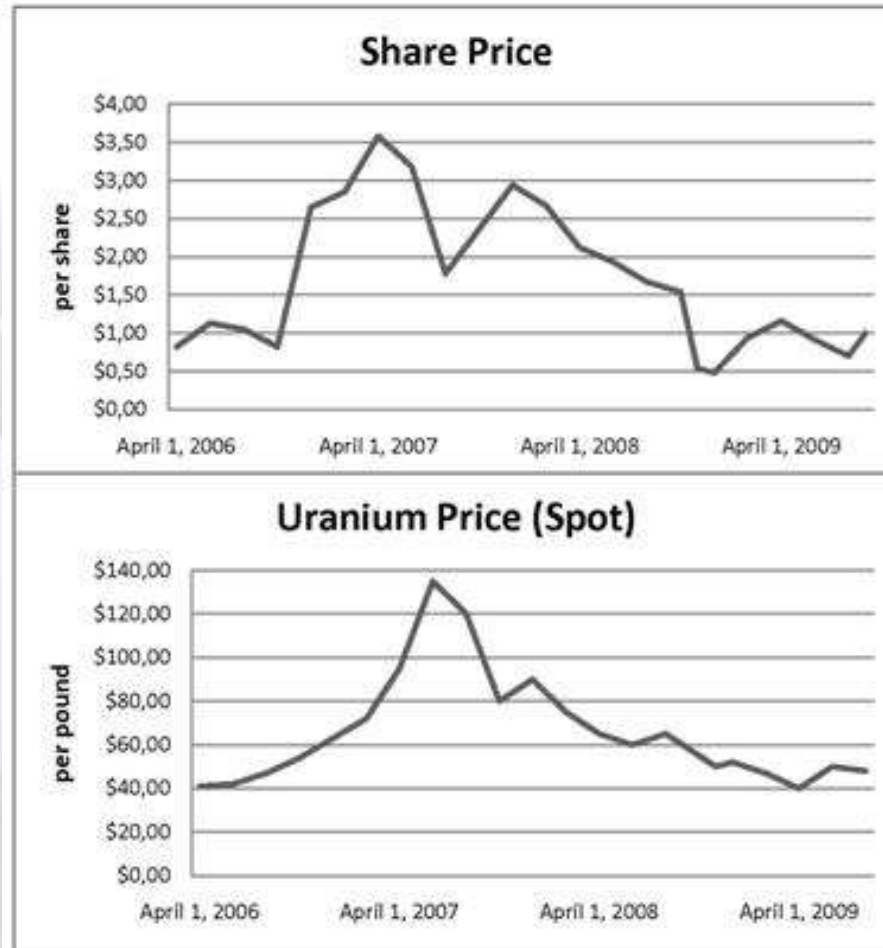 Share Price
per share
$4,00
$3,50
$3,00
$2,50
$2,00
$1,50
$1,00
$0,50
$0,00
April 1, 2006 April 1, 2007 April 1, 2008 April 1, 2009
Uranium Price (Spot)
per pound
$140,00
$120,00
$100,00
$80,00
$60,00
$40,00
$20,00
$0,00
April 1, 2006 April 1, 2007 April 1, 2008 April 1, 2009